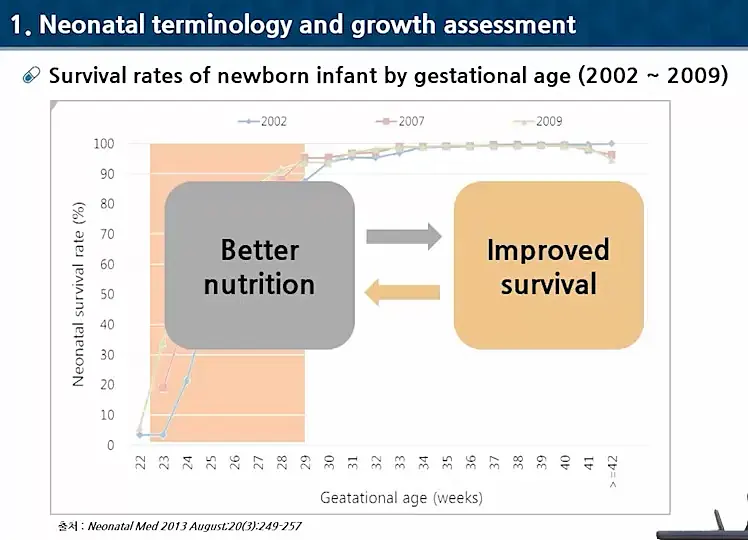 1. Neonatal terminology and growth assessment
Survival rates of newborn infant by gestational age (2002 ~ 2009)
2002 2007 2009
Neonatal survival rate (%)
100
90
80
70
60
50
40
30
20
10
0
Better
nutrition
Improved
survival
22 23 24 25 26 27 28 29 30 31 32 33 34 35 36 37 38 39 40 41 >=42
Geatational age (weeks)
출처 : Neonatal Med 2013 August;20(3):249-257